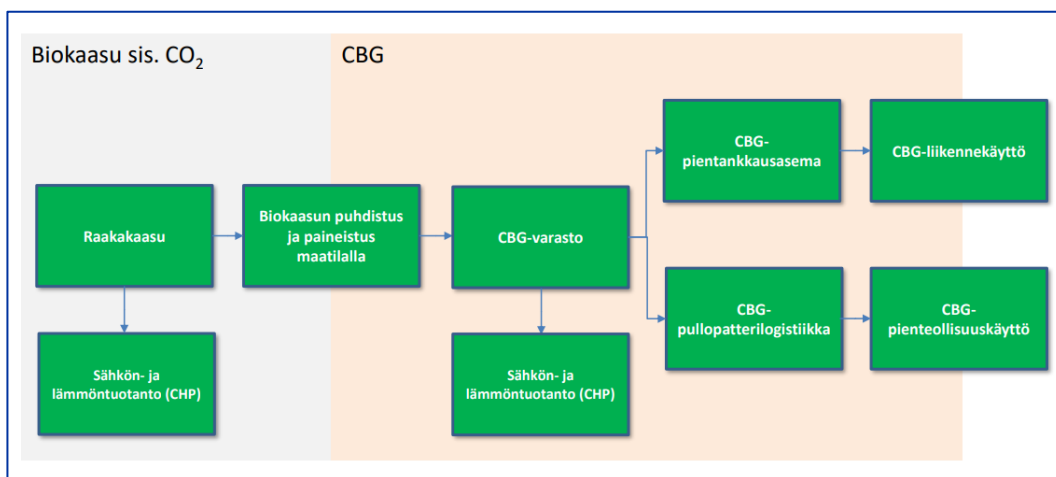 Biokaasu sis. CO₂
CBG
CBG-
pientankkausasema
CBG-liikennekäyttö
Raakakaasu
Biokaasun puhdistus
ja paineistus
maatilalla
CBG-varasto
CBG-
pullopatterilogistiikka
CBG-
pienteollisuuskäyttö
Sähkön- ja
lämmöntuotanto (CHP)
Sähkön- ja
lämmöntuotanto (CHP)